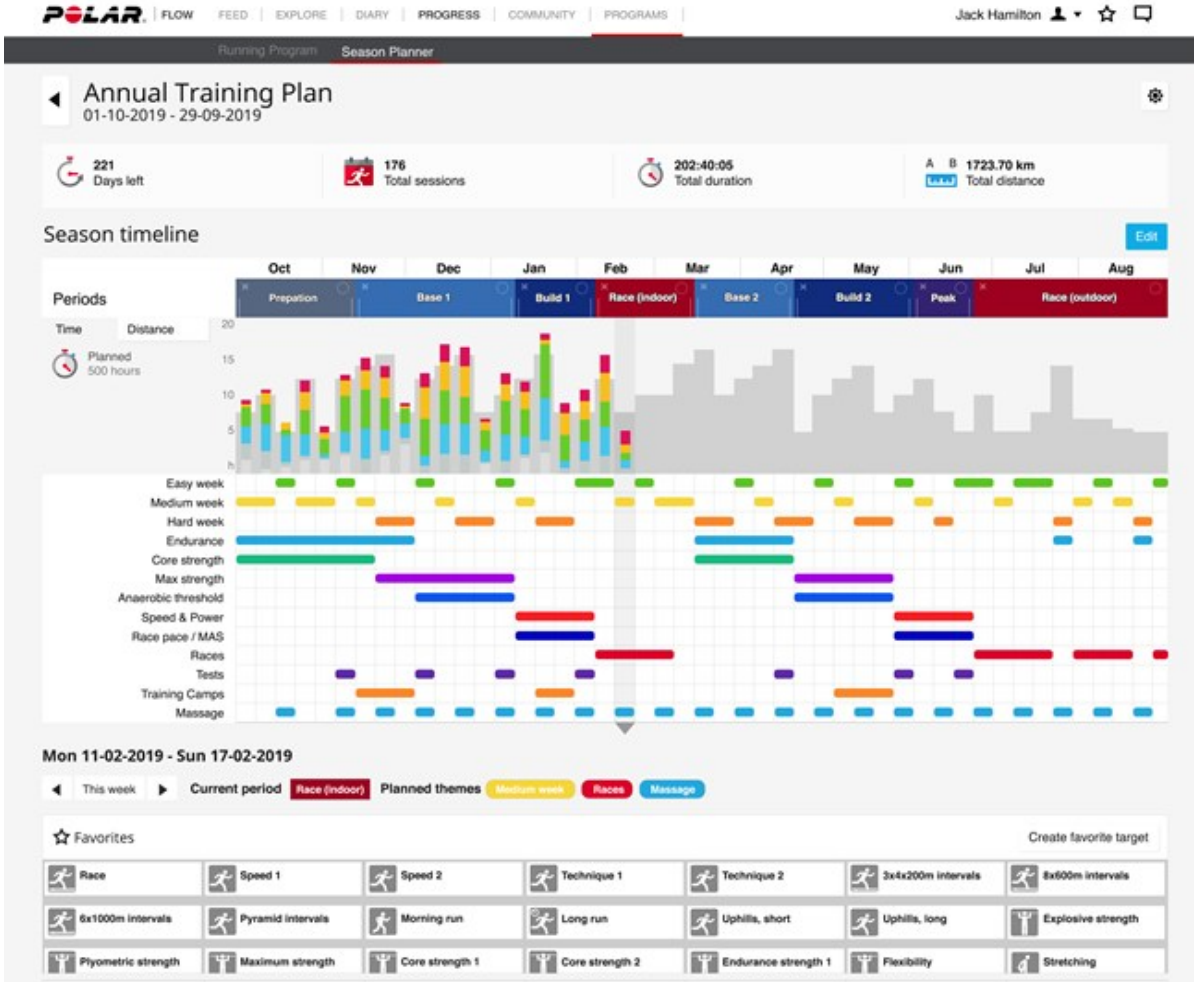 POLAR. FLOW FEED EXPLORE DIARY PROGRESS COMMUNITY PROGRAMS Jack Hamilton
Running Program Season Planner
Annual Training Plan
01-10-2019 - 29-09-2019
221 Days left
176 Total sessions
202:40:05 Total duration
A B 1723.70 km Total distance
Season timeline Edit
Oct Nov Dec Jan Feb Mar Apr May Jun Jul Aug
Periods Prepation Base 1 Build 1 Race (indoor) Base 2 Build 2 Peak Race (outdoor)
Time Distance
Planned
500 hours
20
15
10
5
h
Easy week
Medium week
Hard week
Endurance
Core strength
Max strength
Anaerobic threshold
Speed & Power
Race pace / MAS
Races
Tests
Training Camps
Massage
Mon 11-02-2019 - Sun 17-02-2019
This week Current period Race (indoor) Planned themes Medium week Races Massage
Favorites Create favorite target
Race Speed 1 Speed 2 Technique 1 Technique 2 3x4x200m intervals 8x600m intervals
6x1000m intervals Pyramid intervals Morning run Long run Uphills, short Uphills, long Explosive strength
Plyometric strength Maximum strength Core strength 1 Core strength 2 Endurance strength 1 Flexibility Stretching